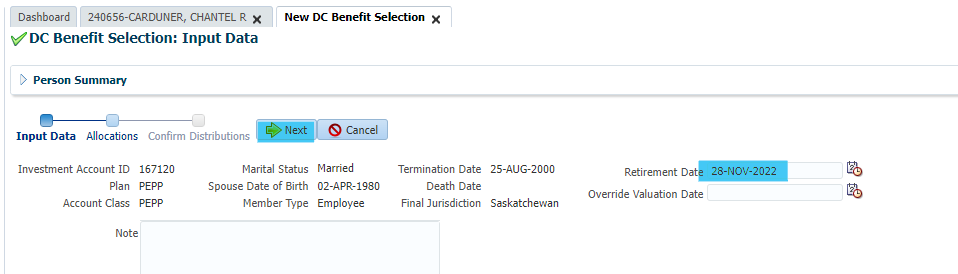 Dashboard 240656-CARDUNER, CHANTEL R New DC Benefit Selection
DC Benefit Selection: Input Data
Person Summary
Input Data Allocations Confirm Distributions Next Cancel
Investment Account ID 167120 Marital Status Married Termination Date 25-AUG-2000 Retirement Date 28-NOV-2022
Plan PEPP Spouse Date of Birth 02-APR-1980 Death Date Override Valuation Date
Account Class PEPP Member Type Employee Final Jurisdiction Saskatchewan
Note